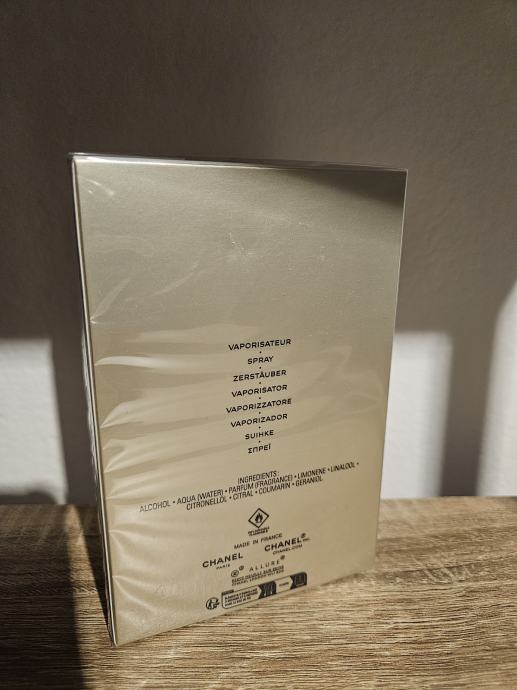 VAPORISATEUR
•
SPRAY
•
ZERSTÄUBER
•
VAPORISATOR
•
VAPORIZZATORE
•
VAPORIZADOR
•
SUIHKE
•
ΣΠΡΕΪ
INGREDIENTS:
ALCOHOL • AQUA (WATER) • PARFUM (FRAGRANCE) • LIMONENE • LINALOOL •
CITRONELLOL • CITRAL • COUMARIN • GERANIOL
MADE IN FRANCE
CHANEL® CHANEL® INC.
PARIS CHANEL.COM
ALLURE®